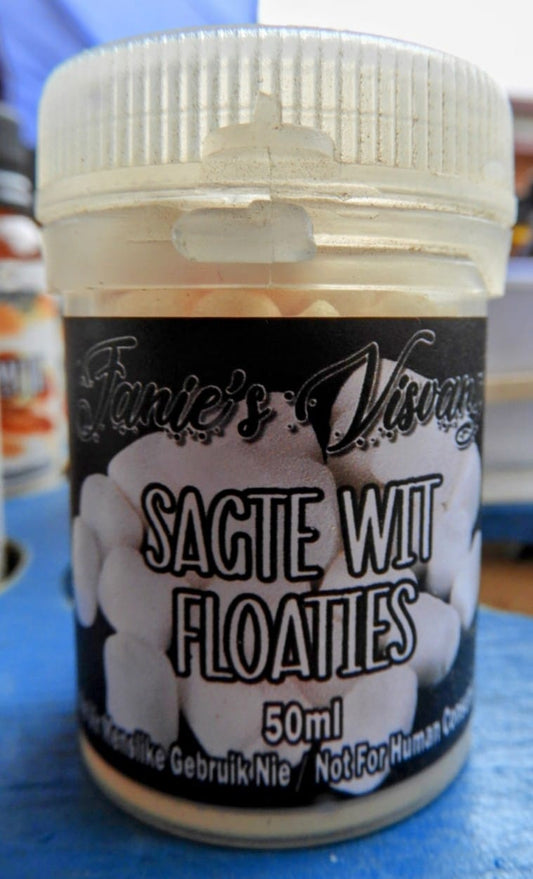 Fanie's Visvang
SAGTE WIT
FLOATIES
50ml
Menslike Gebruik Nie / Not For Human